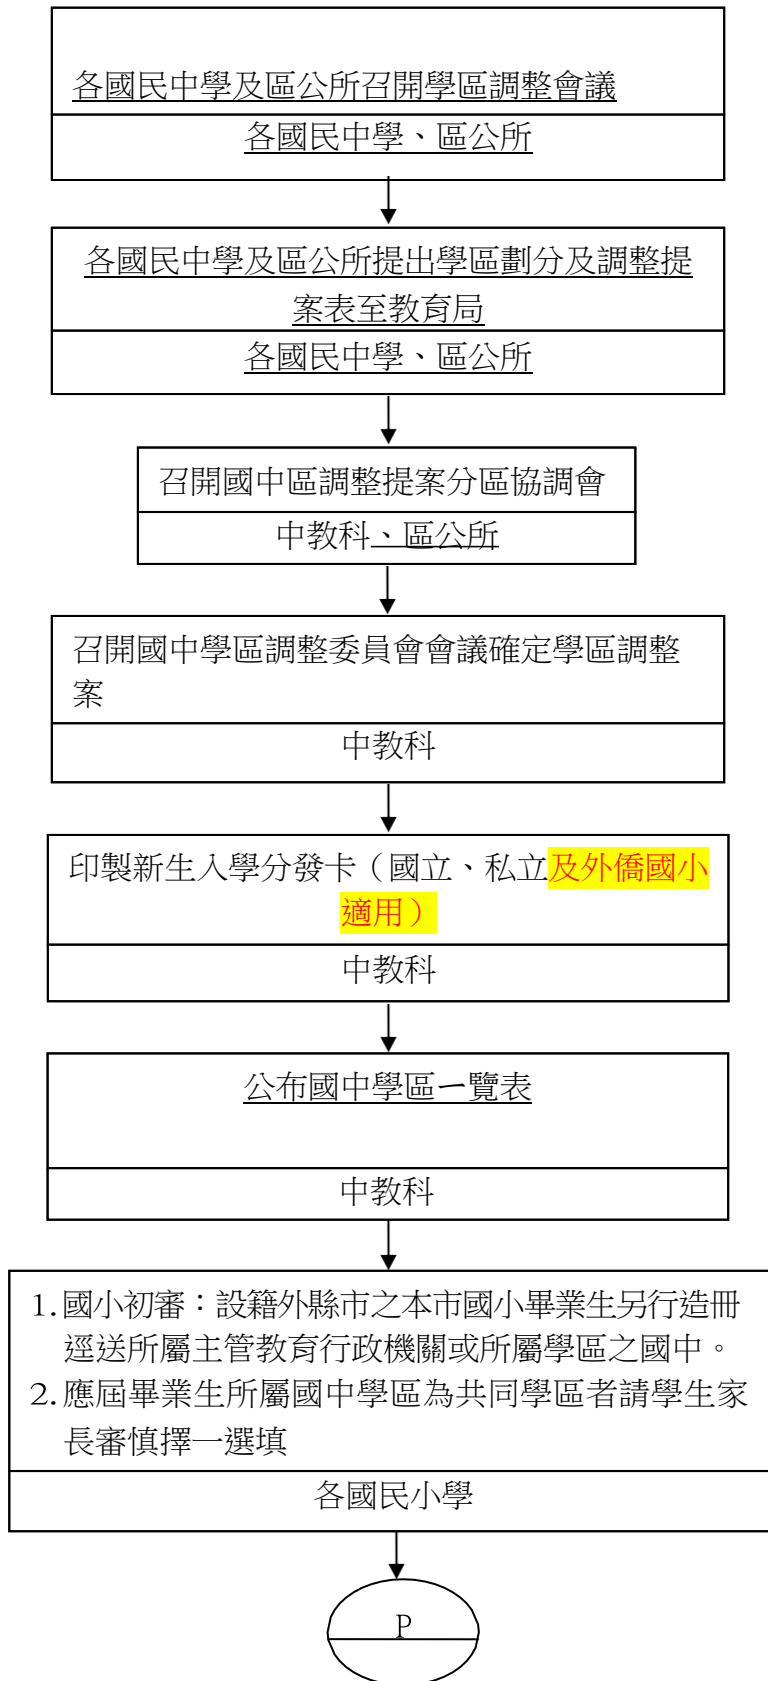 各國民中學及區公所召開學區調整會議
各國民中學、區公所
各國民中學及區公所提出學區劃分及調整提
案表至教育局
各國民中學、區公所
召開國中區調整提案分區協調會
中教科、區公所
召開國中學區調整委員會會議確定學區調整
案
中教科
印製新生入學分發卡（國立、私立及外僑國小
適用）
中教科
公布國中學區一覽表
中教科
1.國小初審：設籍外縣市之本市國小畢業生另行造冊
逕送所屬主管教育行政機關或所屬學區之國中。
2.應屆畢業生所屬國中學區為共同學區者請學生家
長審慎擇一選填
各國民小學
P